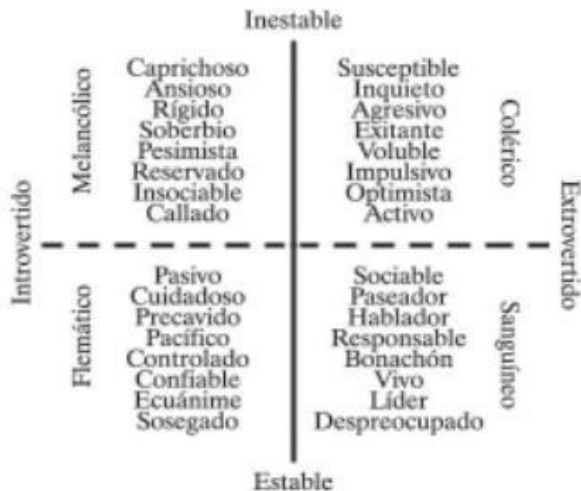 Inestable
Melancólico
Caprichoso
Ansioso
Rígido
Soberbio
Pesimista
Reservado
Insociable
Callado
Susceptible
Inquieto
Agresivo
Exitante
Voluble
Impulsivo
Optimista
Activo
Colérico
Introvertido
Extrovertido
Flemático
Pasivo
Cuidadoso
Precavido
Pacífico
Controlado
Confiable
Ecuánime
Sosegado
Sociable
Paseador
Hablador
Responsable
Bonachón
Vivo
Líder
Despreocupado
Sanguíneo
Estable